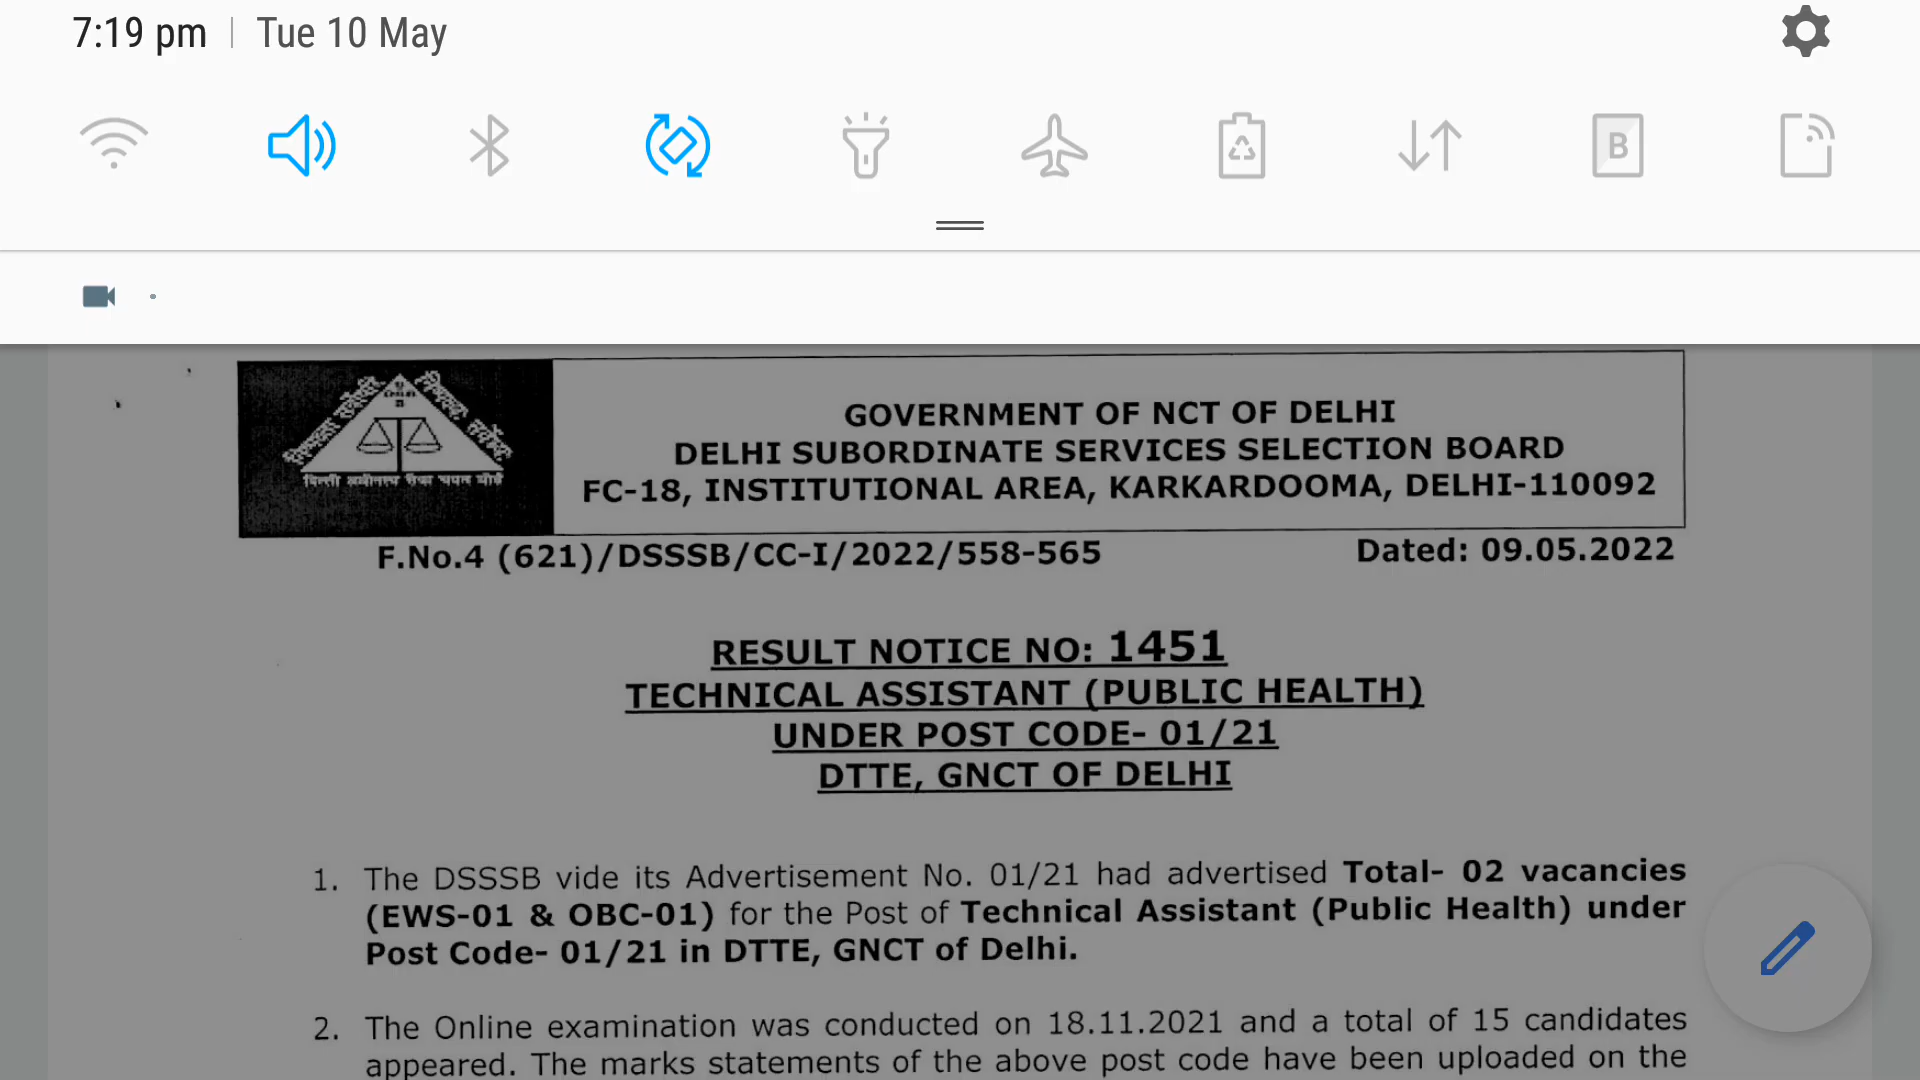 7:19 pm | Tue 10 May
B
GOVERNMENT OF NCT OF DELHI
DELHI SUBORDINATE SERVICES SELECTION BOARD
FC-18, INSTITUTIONAL AREA, KARKARDOOMA, DELHI-110092
F.No.4 (621)/DSSSB/CC-I/2022/558-565 Dated: 09.05.2022
RESULT NOTICE NO: 1451
TECHNICAL ASSISTANT (PUBLIC HEALTH)
UNDER POST CODE- 01/21
DTTE, GNCT OF DELHI
1. The DSSSB vide its Advertisement No. 01/21 had advertised Total- 02 vacancies
(EWS-01 & OBC-01) for the Post of Technical Assistant (Public Health) under
Post Code- 01/21 in DTTE, GNCT of Delhi.
2. The Online examination was conducted on 18.11.2021 and a total of 15 candidates
appeared. The marks statements of the above post code have been uploaded on the